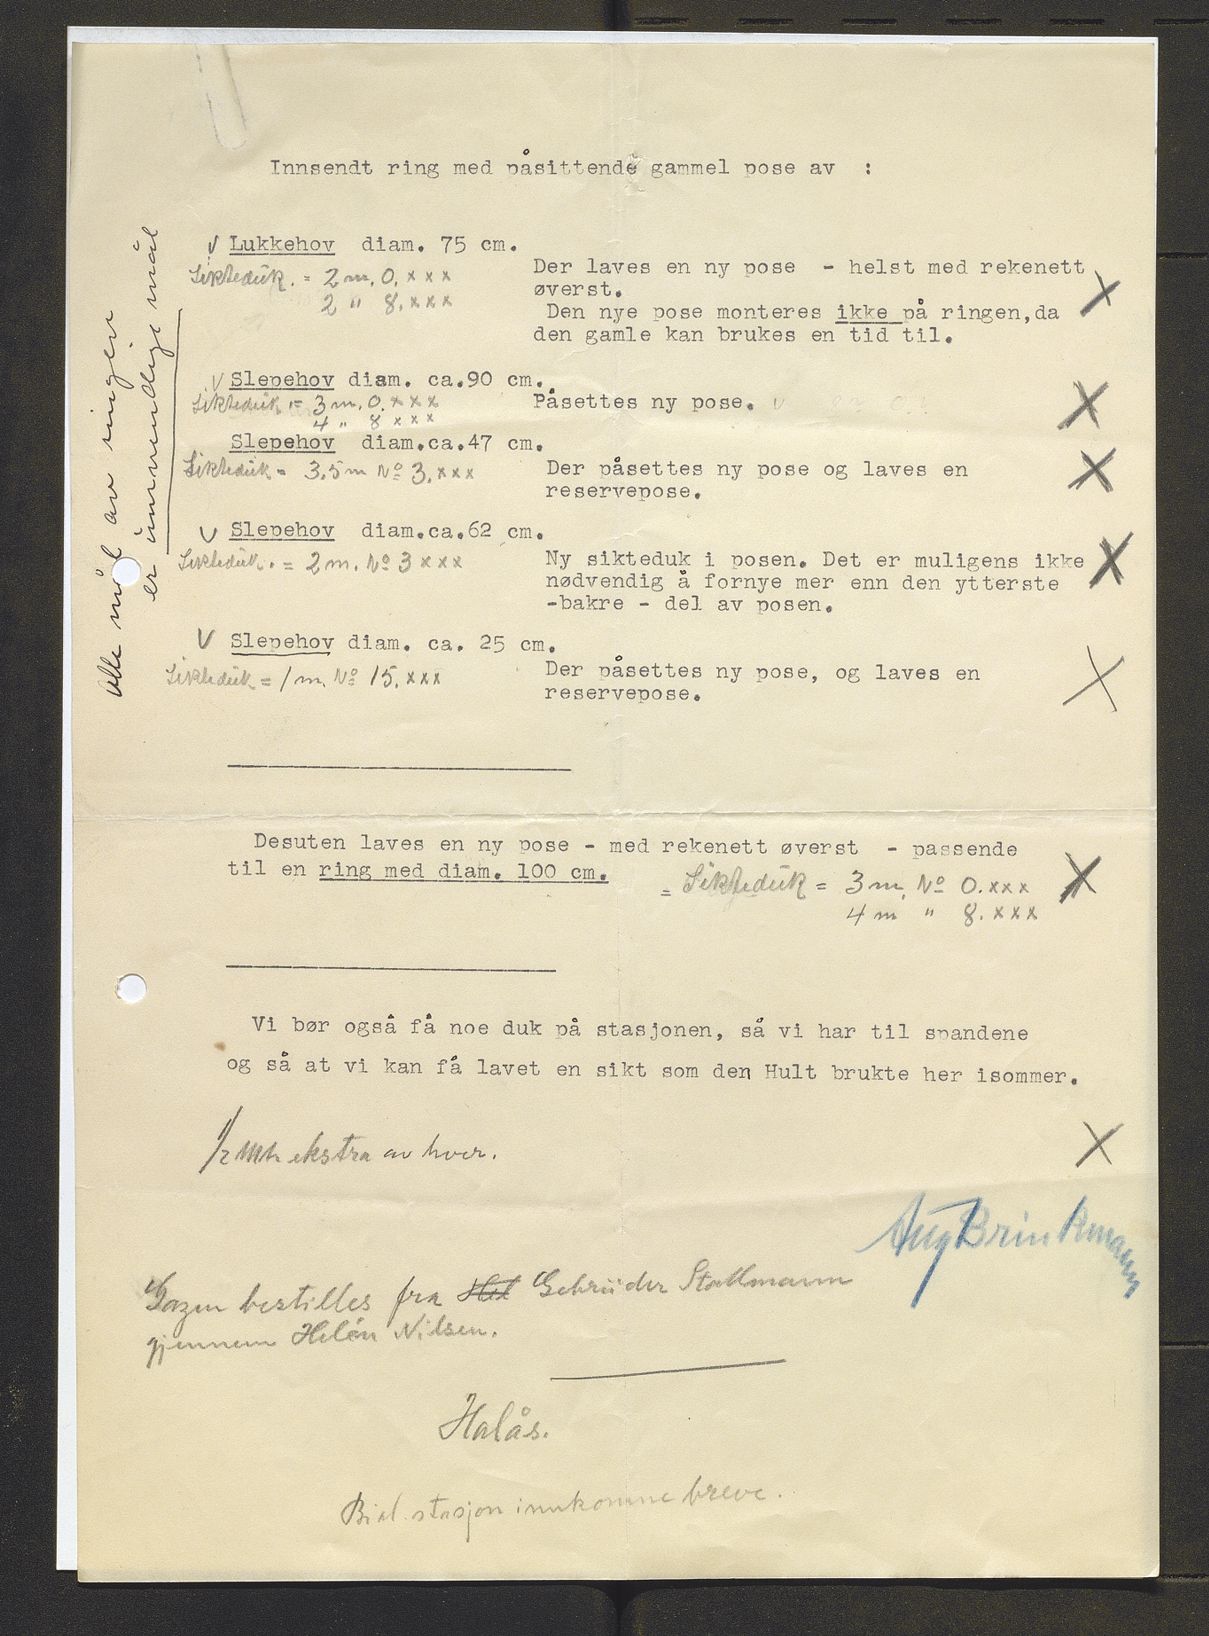 Innsendt ring med påsittende gammel pose av :
Alle mål av ringer
er innvendige mål
V Lukkehov diam. 75 cm.
Sikteduk. = 2 m. 0. xxx
2 " 8. xxx
Der laves en ny pose - helst med rekenett
øverst.
Den nye pose monteres ikke på ringen,da
den gamle kan brukes en tid til.
X
V Slepehov diam. ca.90 cm.
Sikteduk = 3 m. 0. xxx
4 " 8 xxx
Påsettes ny pose. V
X
Slepehov diam.ca.47 cm.
Sikteduk = 3.5 m No 3. xxx
Der påsettes ny pose og laves en
reservepose.
X
V Slepehov diam.ca.62 cm.
Sikteduk. = 2 m. No 3 xxx
Ny sikteduk i posen. Det er muligens ikke
nødvendig å fornye mer enn den ytterste
-bakre - del av posen.
X
V Slepehov diam. ca. 25 cm.
Sikteduk = 1 m. No 15. xxx
Der påsettes ny pose, og laves en
reservepose.
X
Desuten laves en ny pose - med rekenett øverst - passende
til en ring med diam. 100 cm.
= Sikteduk = 3 m. No 0. xxx
4 m " 8. xxx
X
Vi bør også få noe duk på stasjonen, så vi har til spandene
og så at vi kan få lavet en sikt som den Hult brukte her isommer.
1/2 mtr ekstra av hver.
X
Aug Brinkmann
Gazen bestilles fra Gebrüder Stallmann
gjennem Helén Nilsen.
Halås.
Biol. stasjon innkomne breve.